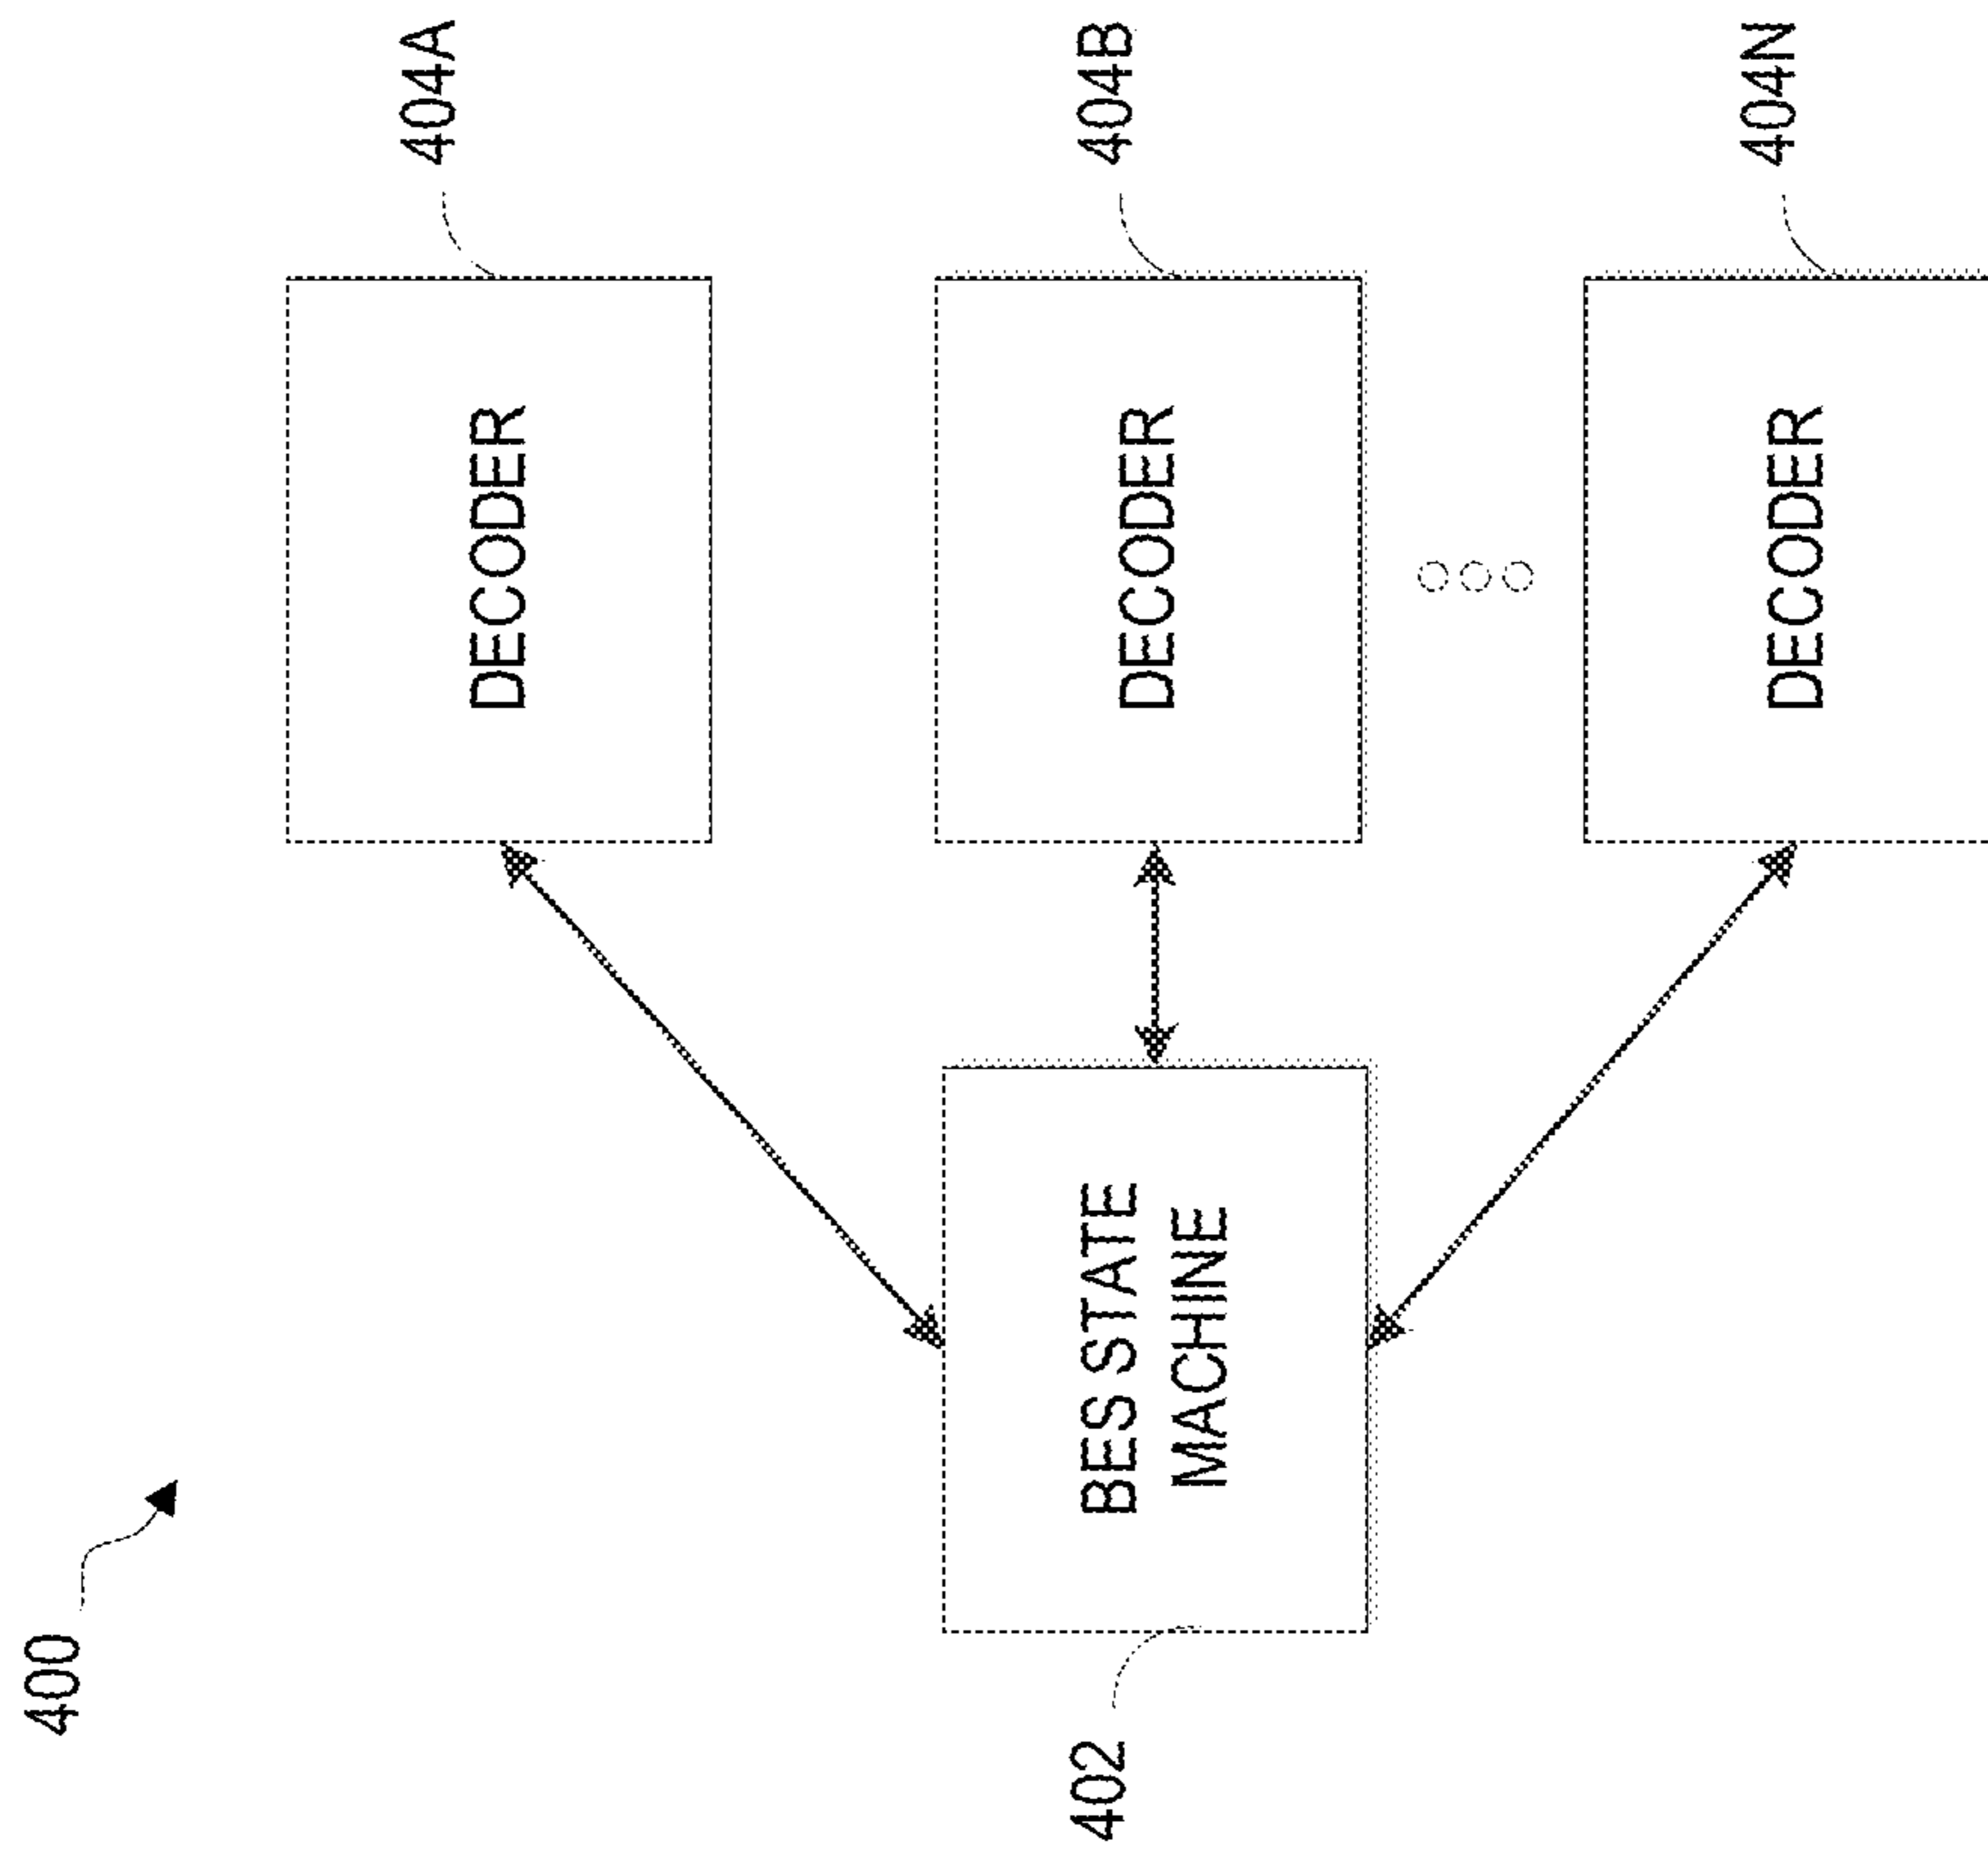 400
404A
DECODER
404B
DECODER
404N
DECODER
402
BES STATE
MACHINE